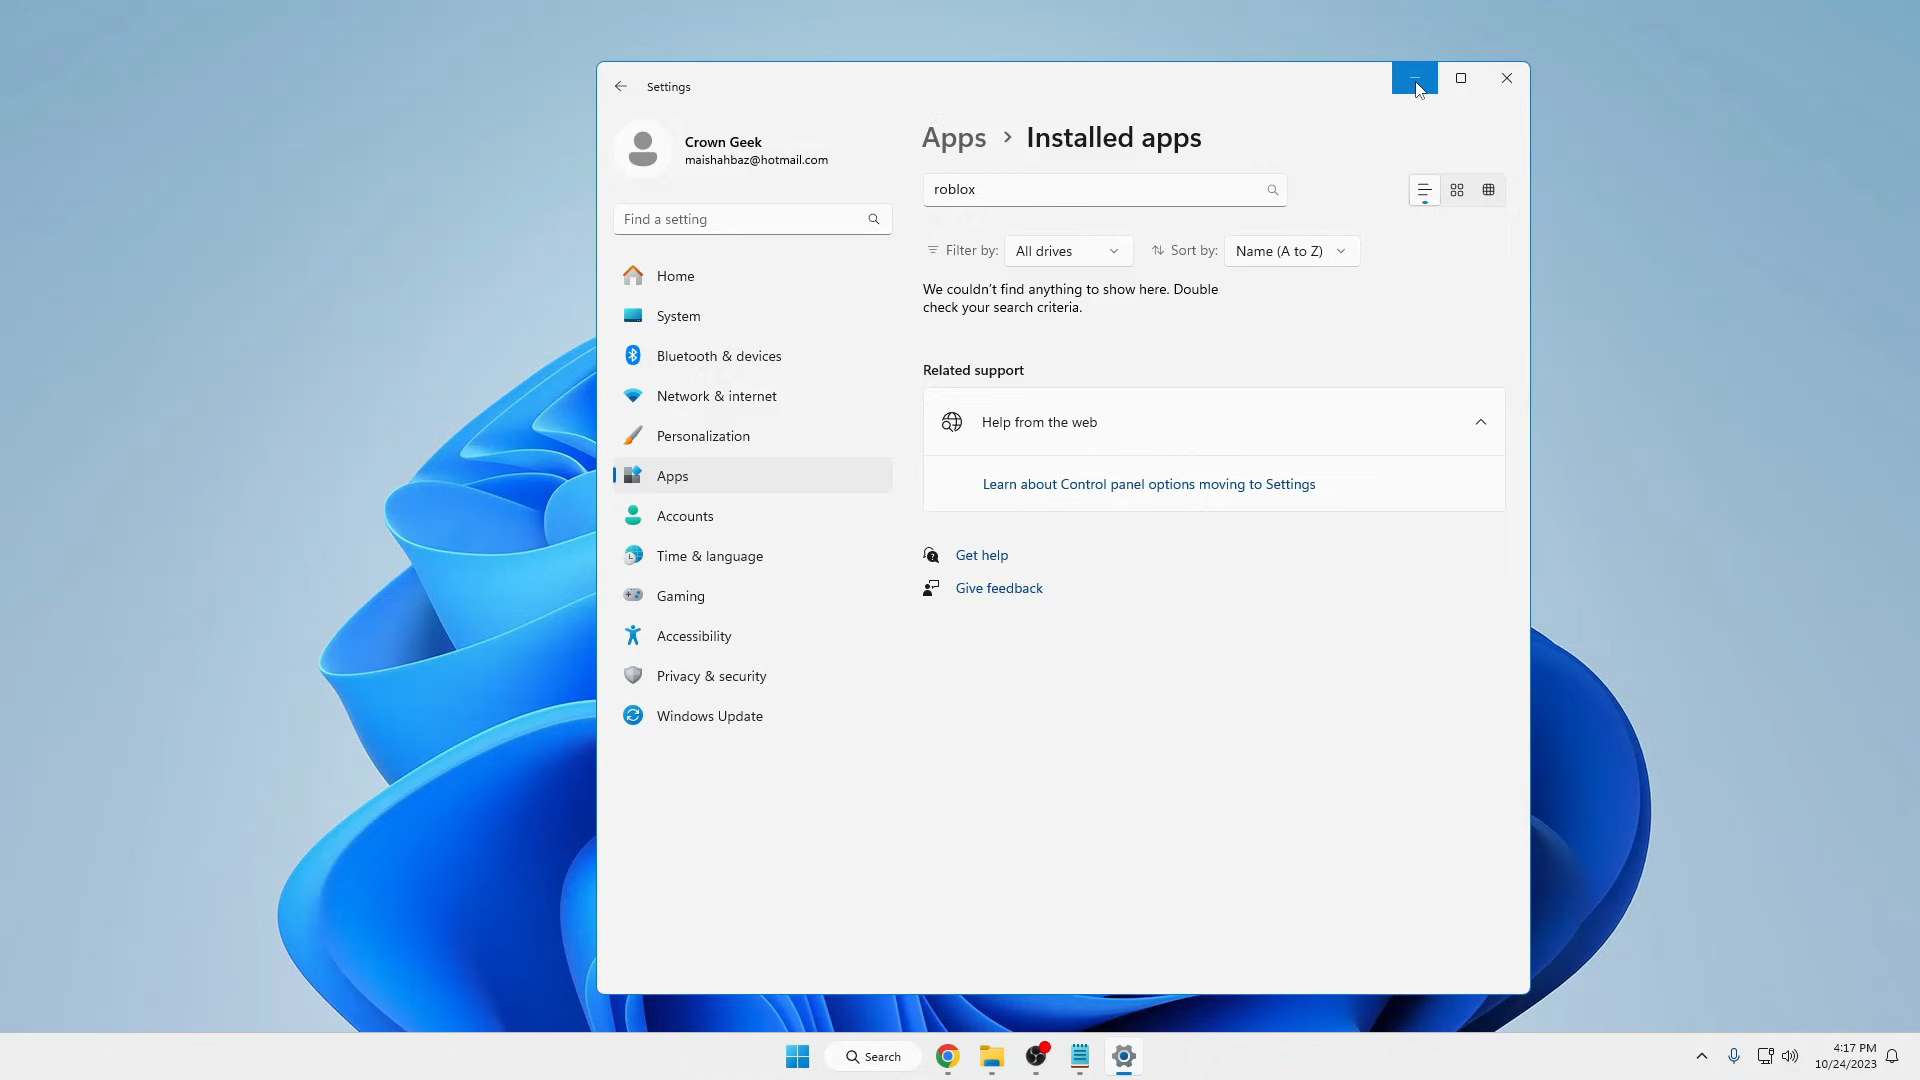 Settings
Crown Geek
maishahbaz@hotmail.com
Find a setting
Home
System
Bluetooth & devices
Network & internet
Personalization
Apps
Accounts
Time & language
Gaming
Accessibility
Privacy & security
Windows Update
Apps > Installed apps
roblox
Filter by: All drives Sort by: Name (A to Z)
We couldn't find anything to show here. Double
check your search criteria.
Related support
Help from the web
Learn about Control panel options moving to Settings
Get help
Give feedback
Search
4:17 PM
10/24/2023